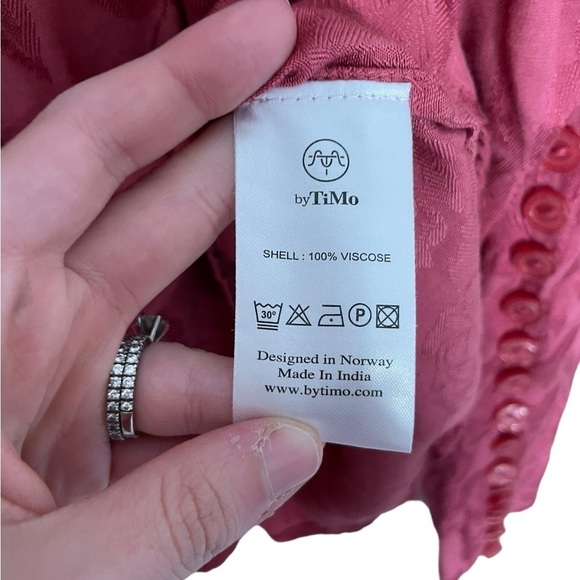 byTiMo
SHELL : 100% VISCOSE
30° P
Designed in Norway
Made In India
www.bytimo.com